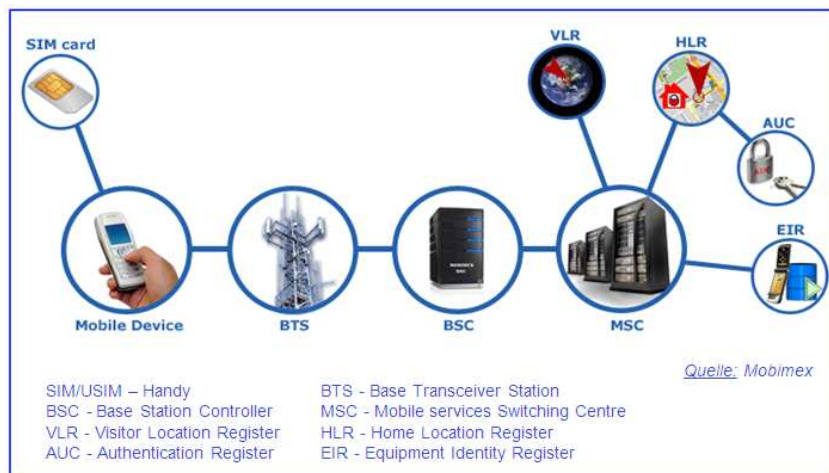 SIM card
VLR
HLR
AUC
EIR
Mobile Device
BTS
BSC
MSC
Quelle: Mobimex
SIM/USIM – Handy
BTS - Base Transceiver Station
BSC - Base Station Controller
MSC - Mobile services Switching Centre
VLR - Visitor Location Register
HLR - Home Location Register
AUC - Authentication Register
EIR - Equipment Identity Register